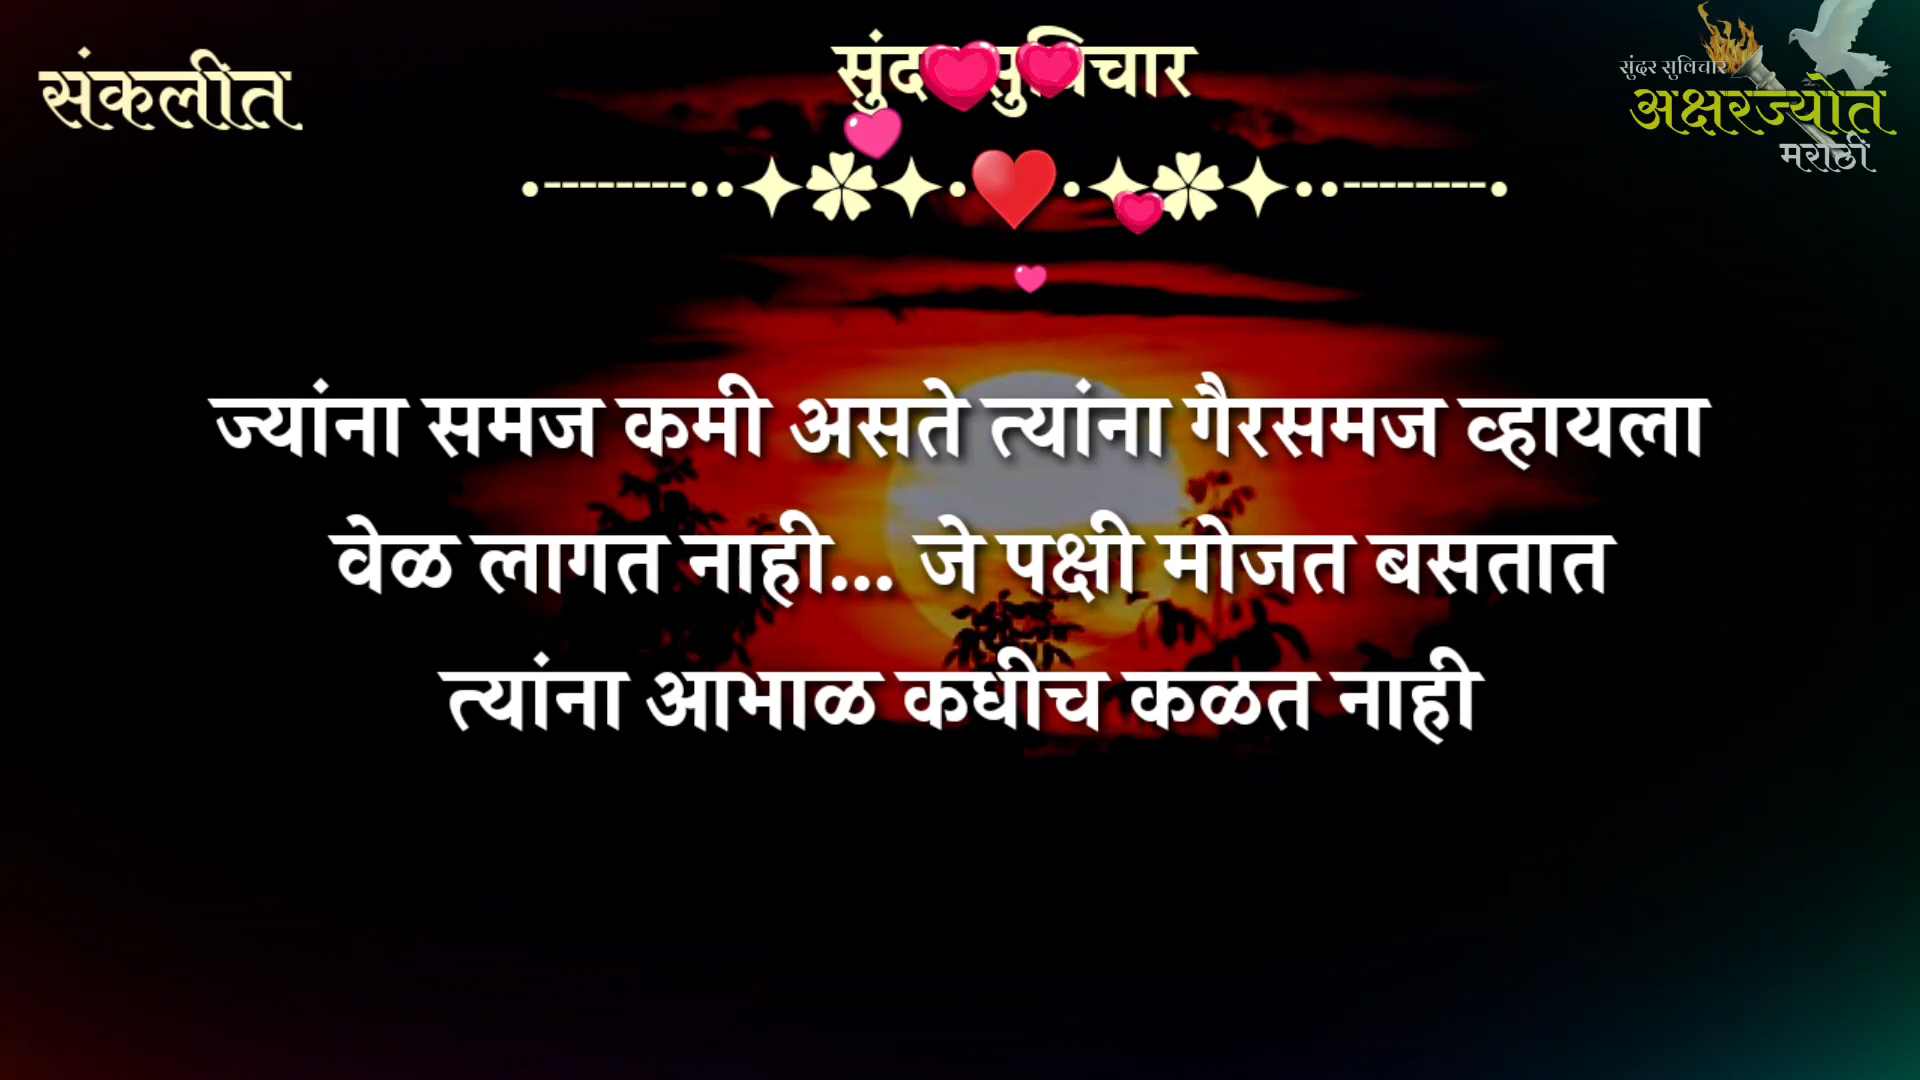 संकलीत
सुंदर सुविचार
सुंदर सुविचार
अक्षरज्योत
मराठी
ज्यांना समज कमी असते त्यांना गैरसमज व्हायला
वेळ लागत नाही... जे पक्षी मोजत बसतात
त्यांना आभाळ कधीच कळत नाही